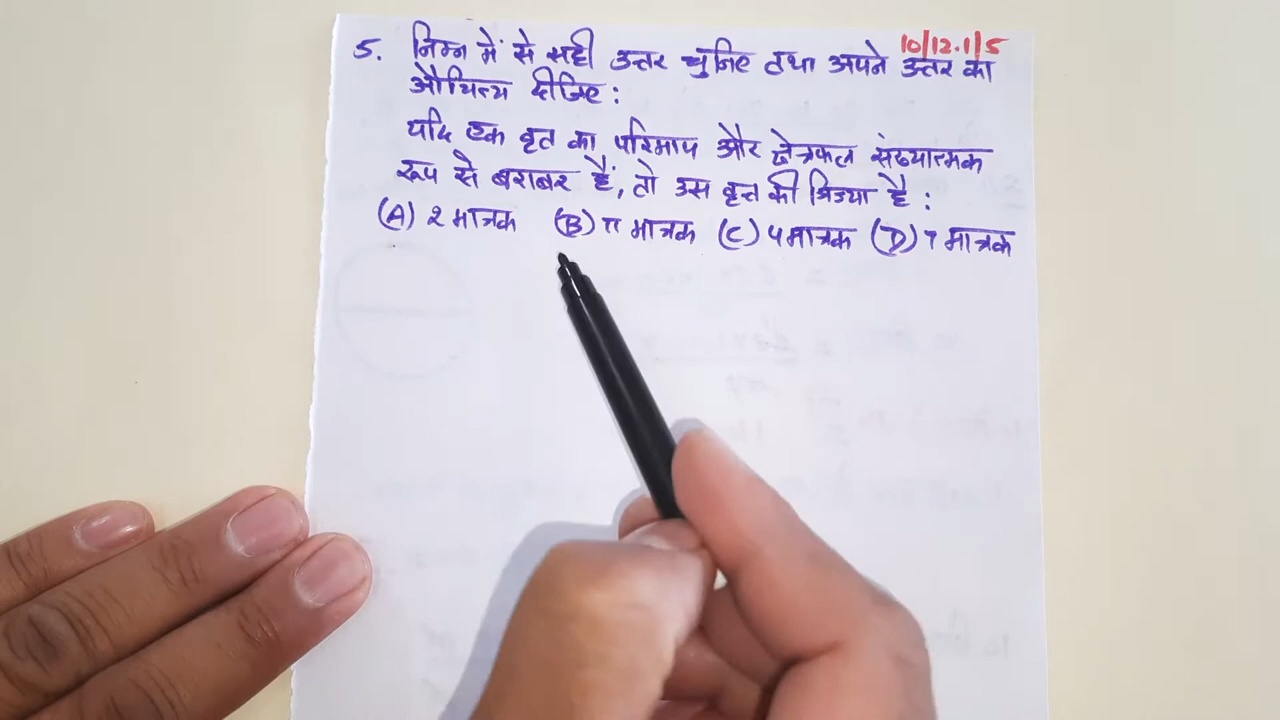 10/12.1/5
5. निम्न में से सही उत्तर चुनिए तथा अपने उत्तर का
औचित्य दीजिए:
यदि एक वृत का परिमाप और क्षेत्रफल संख्यात्मक
रूप से बराबर हैं, तो उस वृत्त की त्रिज्या है :
(A) 2 मात्रक (B) π मात्रक (C) 4 मात्रक (D) 7 मात्रक